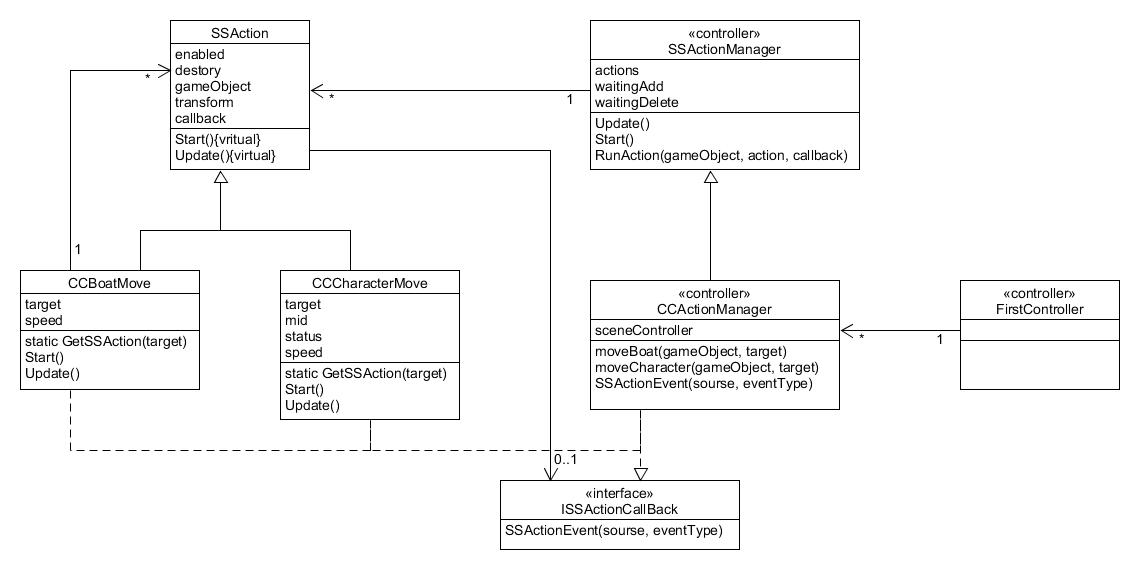 SSAction
enabled
destory
gameObject
transform
callback
Start(){vritual}
Update(){virtual}
«controller»
SSActionManager
actions
waitingAdd
waitingDelete
Update()
Start()
RunAction(gameObject, action, callback)
*
*
1
1
CCBoatMove
target
speed
static GetSSAction(target)
Start()
Update()
CCCharacterMove
target
mid
status
speed
static GetSSAction(target)
Start()
Update()
«controller»
CCActionManager
sceneController
moveBoat(gameObject, target)
moveCharacter(gameObject, target)
SSActionEvent(sourse, eventType)
*
1
«controller»
FirstController
0..1
«interface»
ISSActionCallBack
SSActionEvent(sourse, eventType)